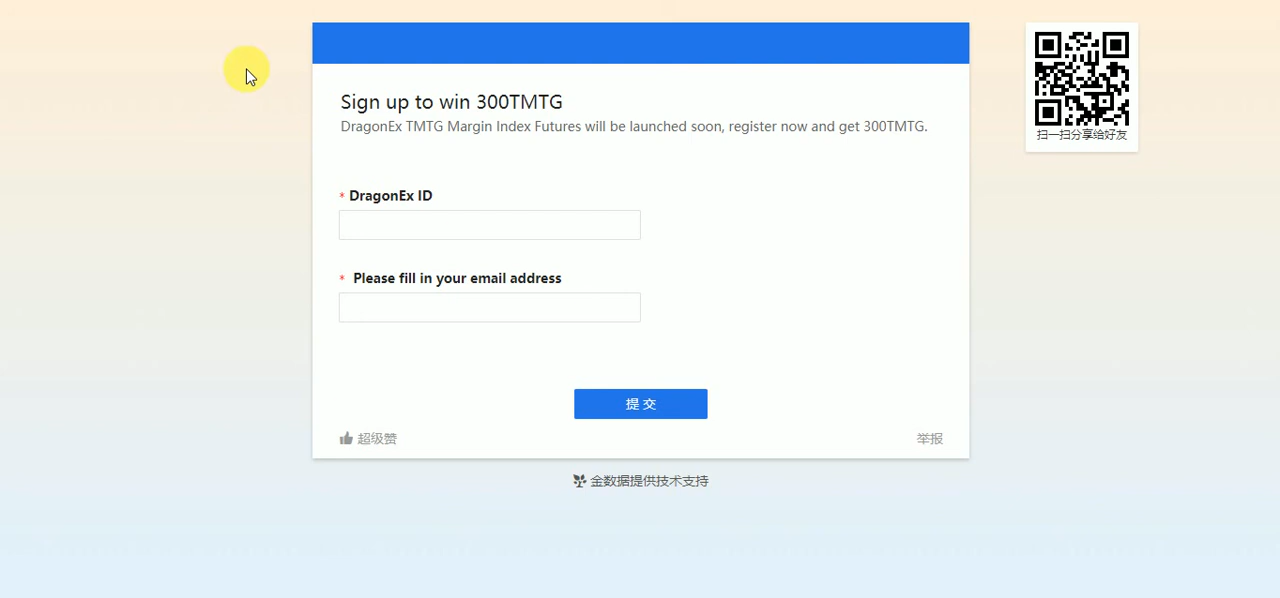 Sign up to win 300TMTG
DragonEx TMTG Margin Index Futures will be launched soon, register now and get 300TMTG.
扫一扫分享给好友
* DragonEx ID
* Please fill in your email address
提交
超级赞
举报
金数据提供技术支持